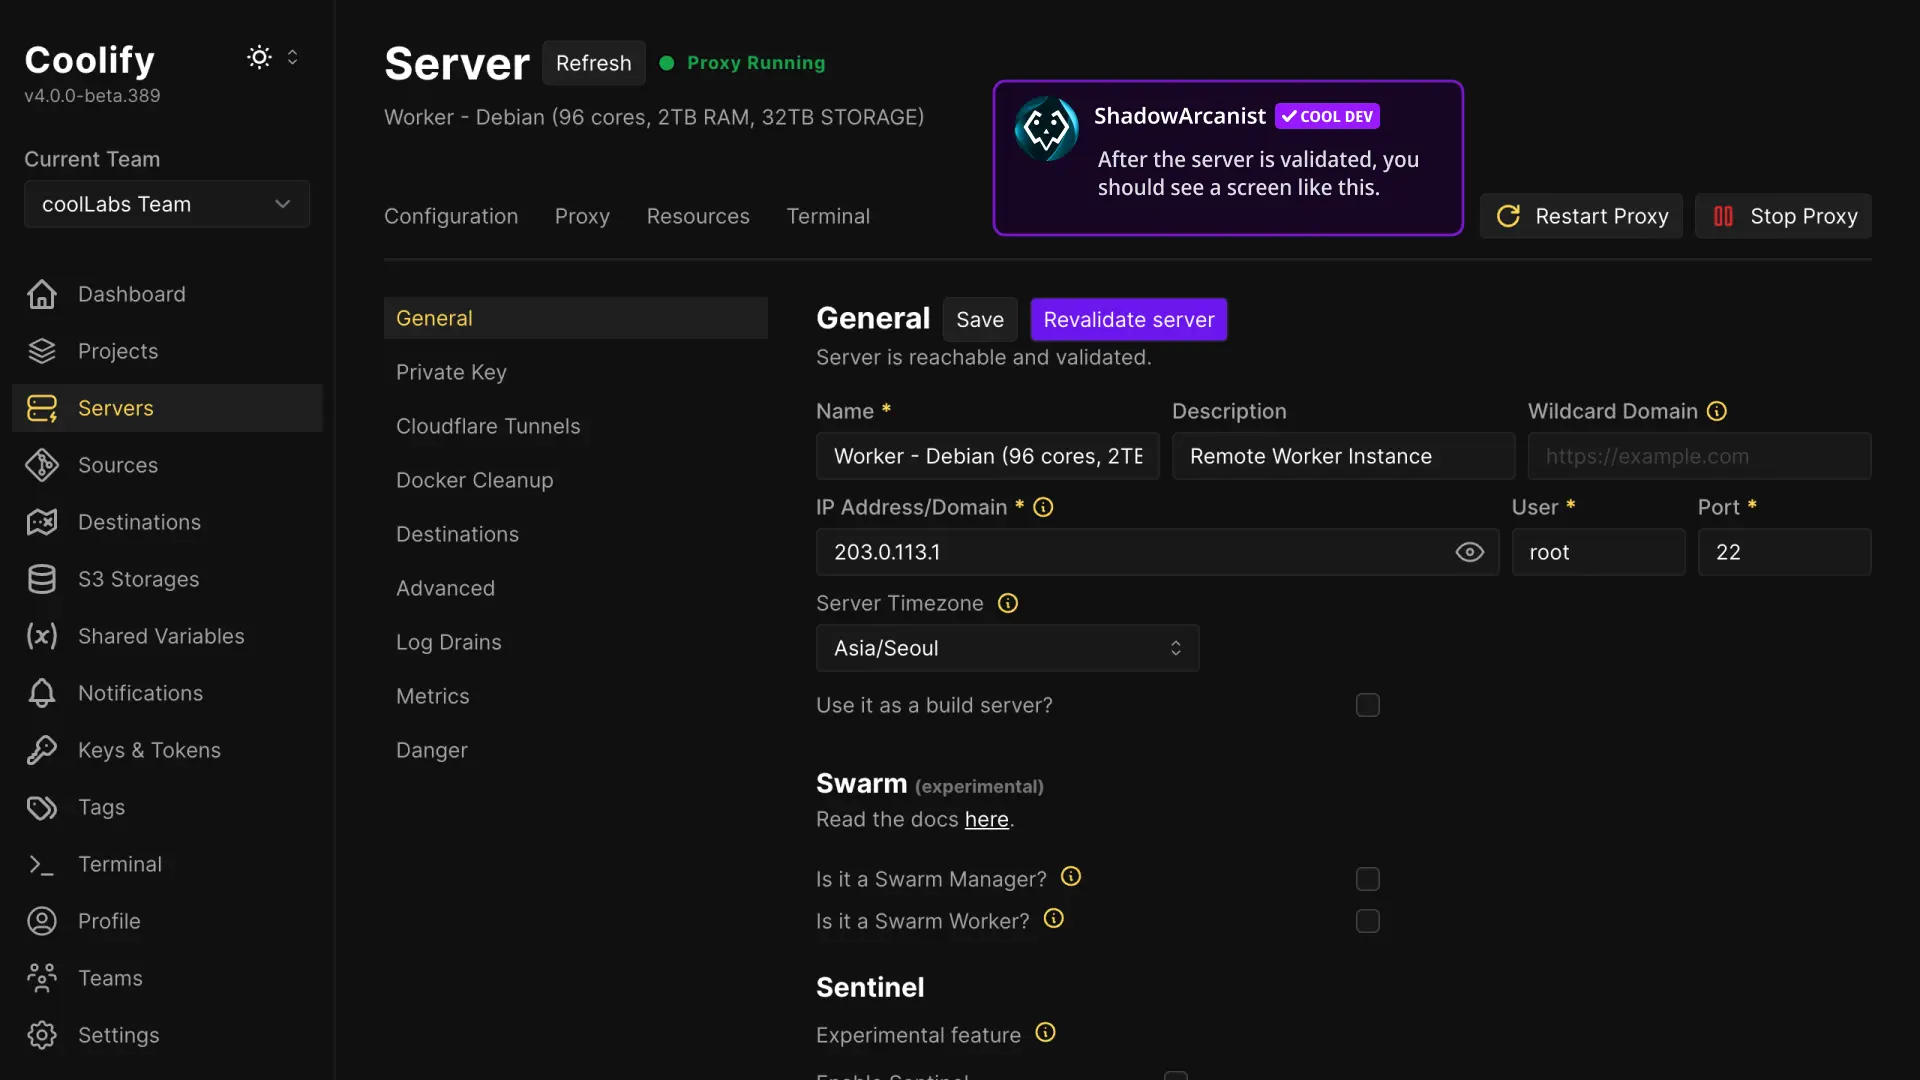 Coolify
v4.0.0-beta.389
Current Team
coolLabs Team
Dashboard
Projects
Servers
Sources
Destinations
S3 Storages
Shared Variables
Notifications
Keys & Tokens
Tags
Terminal
Profile
Teams
Settings
Server Refresh Proxy Running
Worker - Debian (96 cores, 2TB RAM, 32TB STORAGE)
ShadowArcanist COOL DEV
After the server is validated, you
should see a screen like this.
Configuration Proxy Resources Terminal Restart Proxy Stop Proxy
General
Private Key
Cloudflare Tunnels
Docker Cleanup
Destinations
Advanced
Log Drains
Metrics
Danger
General Save Revalidate server
Server is reachable and validated.
Name * Description Wildcard Domain
Worker - Debian (96 cores, 2TE Remote Worker Instance https://example.com
IP Address/Domain * User * Port *
203.0.113.1 root 22
Server Timezone
Asia/Seoul
Use it as a build server?
Swarm (experimental)
Read the docs here.
Is it a Swarm Manager?
Is it a Swarm Worker?
Sentinel
Experimental feature
Enable Sentinel